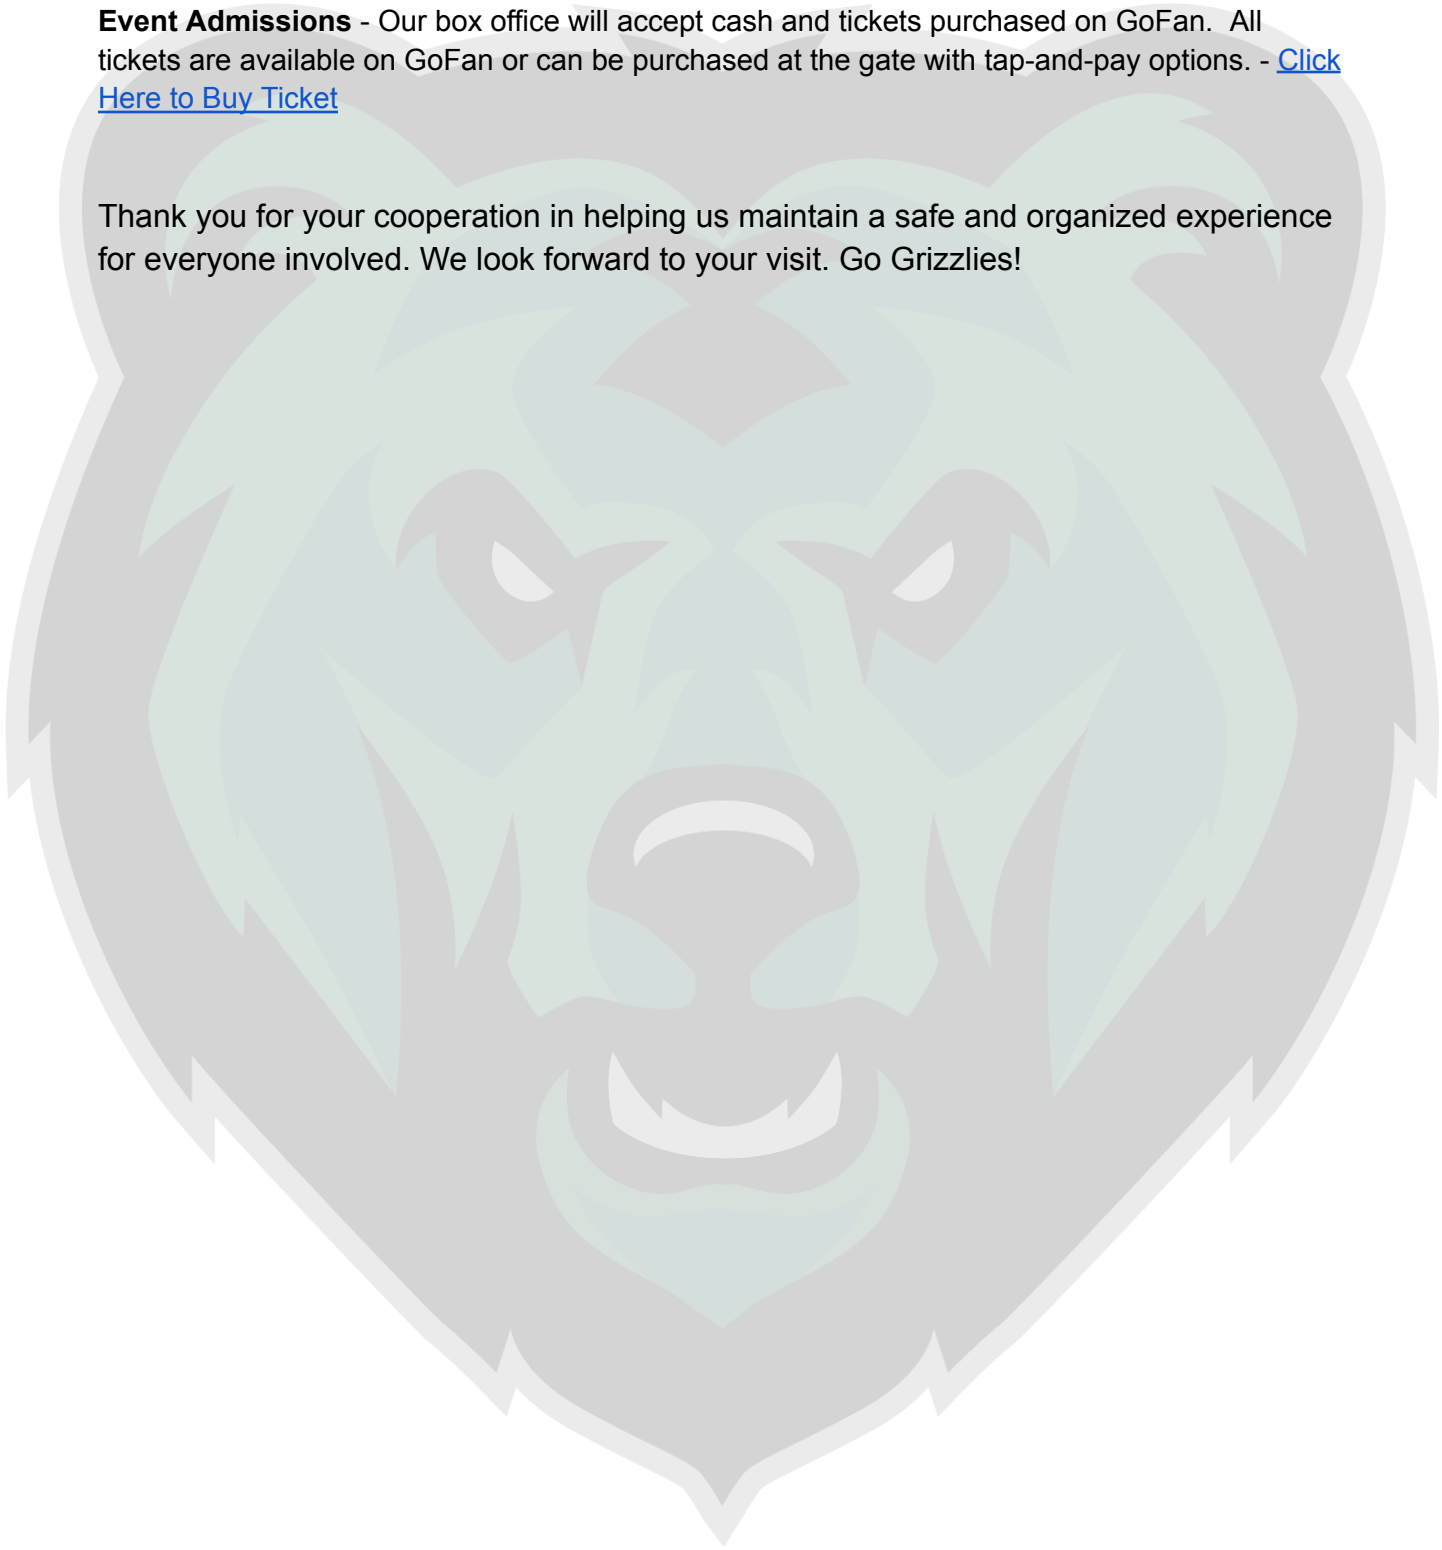 Event Admissions - Our box office will accept cash and tickets purchased on GoFan.  All
tickets are available on GoFan or can be purchased at the gate with tap-and-pay options. - Click
Here to Buy Ticket
Thank you for your cooperation in helping us maintain a safe and organized experience
for everyone involved. We look forward to your visit. Go Grizzlies!